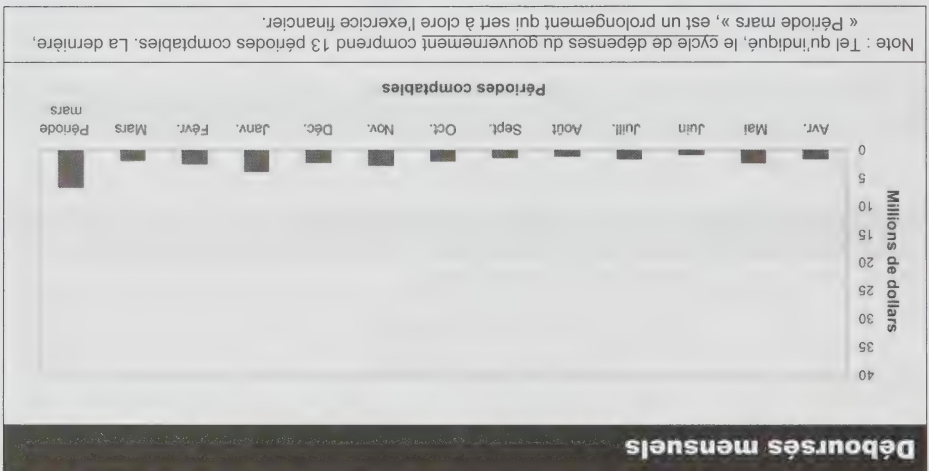 Déboursés mensuels
Millions de dollars
40
35
30
25
20
15
10
5
0
Avr. Mai Juin Juill. Août Sept. Oct. Nov. Déc. Janv. Févr. Mars Période mars
Périodes comptables
Note : Tel qu'indiqué, le cycle de dépenses du gouvernement comprend 13 périodes comptables. La dernière,
« Période mars », est un prolongement qui sert à clore l'exercice financier.